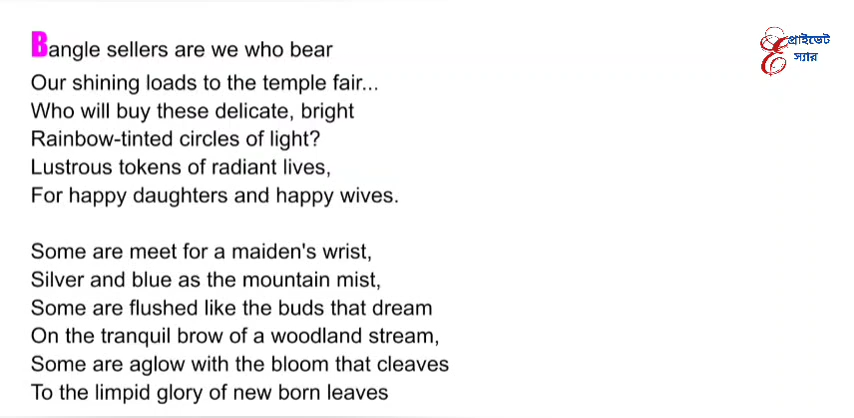 Bangle sellers are we who bear
Our shining loads to the temple fair...
Who will buy these delicate, bright
Rainbow-tinted circles of light?
Lustrous tokens of radiant lives,
For happy daughters and happy wives.
Some are meet for a maiden's wrist,
Silver and blue as the mountain mist,
Some are flushed like the buds that dream
On the tranquil brow of a woodland stream,
Some are aglow with the bloom that cleaves
To the limpid glory of new born leaves
প্রাইভেট
স্যার